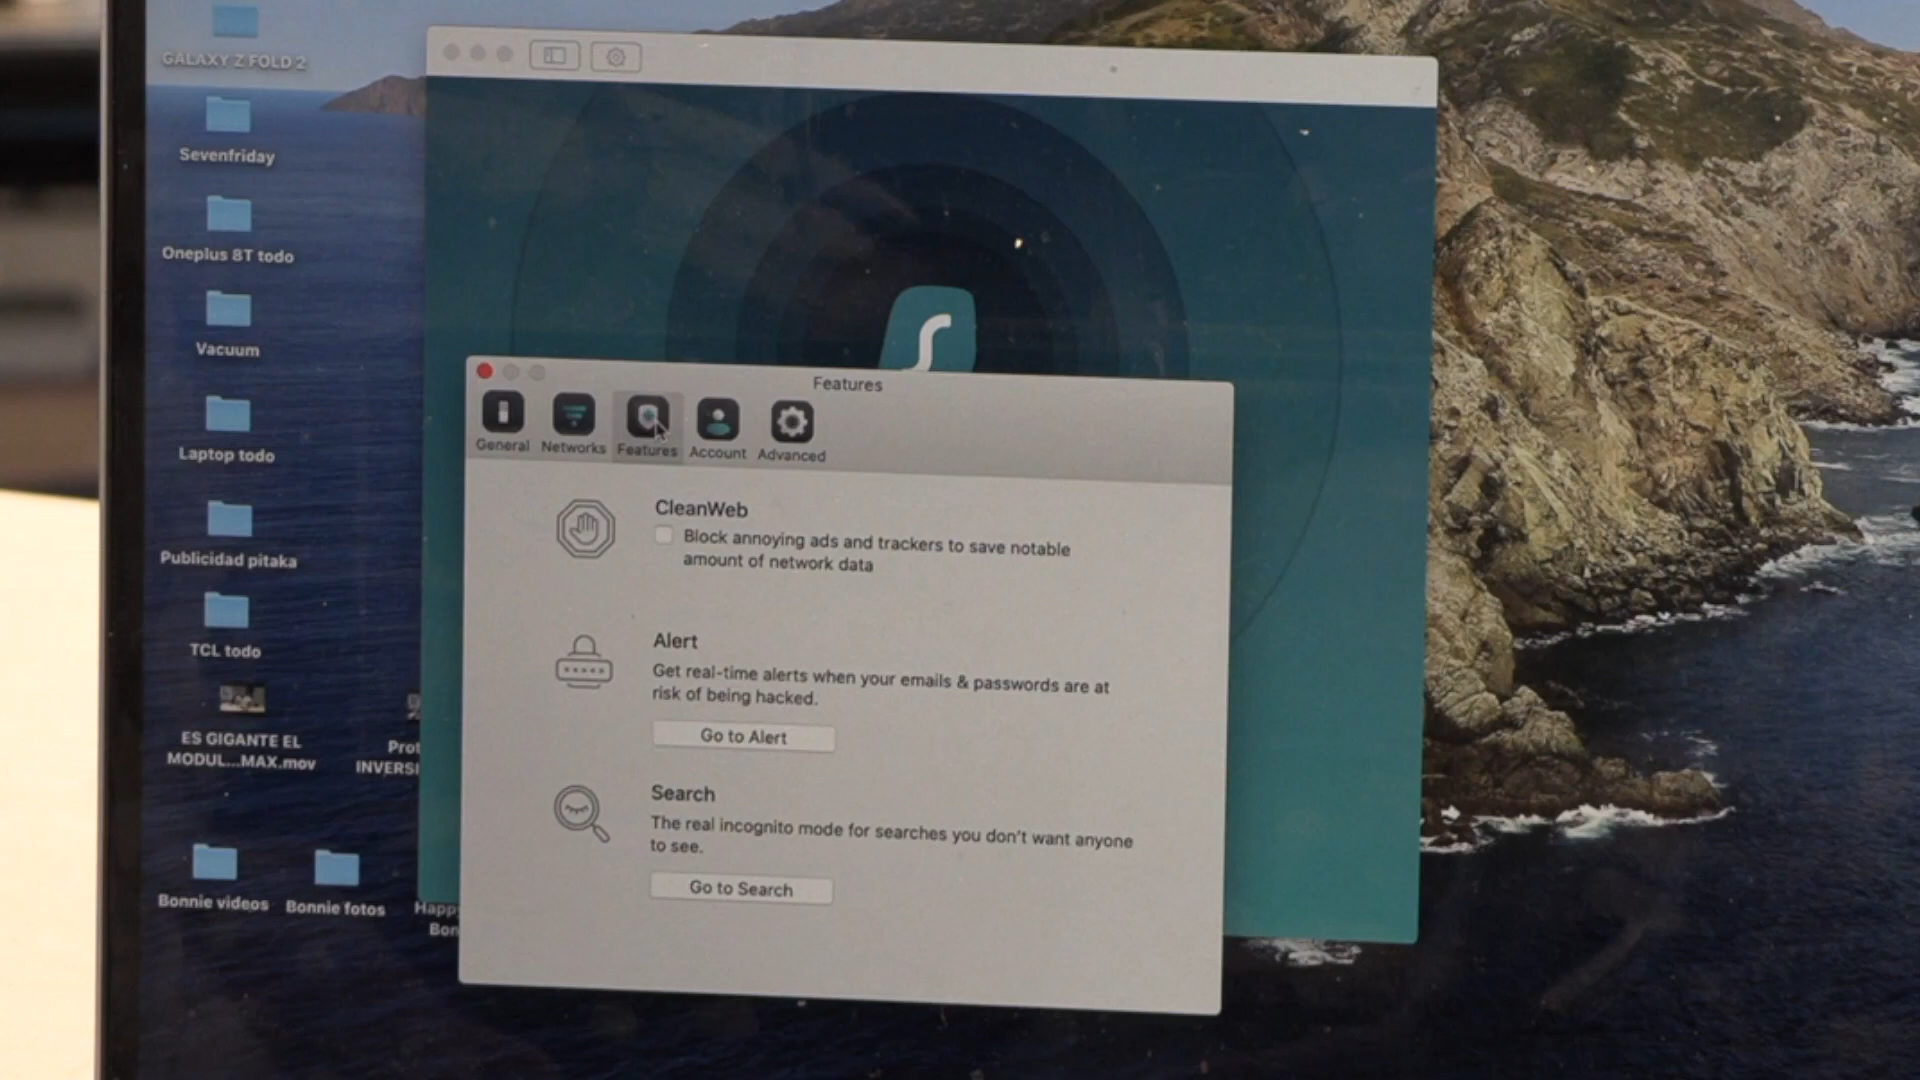 GALAXY Z FOLD 2
Sevenfriday
Oneplus 8T todo
Vacuum
Laptop todo
Publicidad pitaka
TCL todo
ES GIGANTE EL
MODUL...MAX.mov
Prot
INVERSI
Bonnie videos
Bonnie fotos
Happy
Bon
Features
General
Networks
Features
Account
Advanced
CleanWeb
Block annoying ads and trackers to save notable
amount of network data
Alert
Get real-time alerts when your emails & passwords are at
risk of being hacked.
Go to Alert
Search
The real incognito mode for searches you don't want anyone
to see.
Go to Search